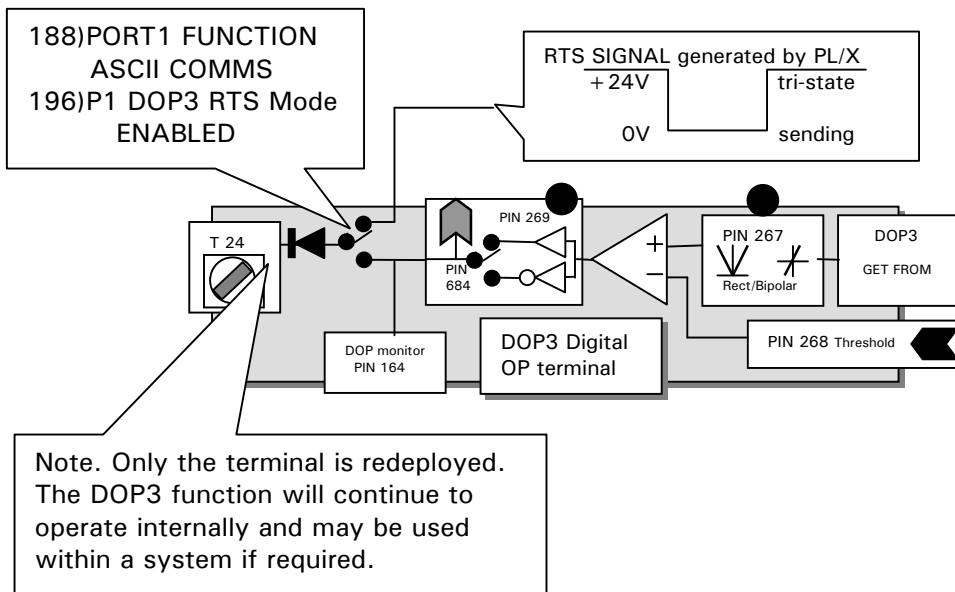 188)PORT1 FUNCTION
ASCII COMMS
196)P1 DOP3 RTS Mode
ENABLED
RTS SIGNAL generated by PL/X
+24V tri-state
0V sending
T 24
PIN 269
PIN
684
PIN 267
Rect/Bipolar
DOP3
GET FROM
DOP monitor
PIN 164
DOP3 Digital
OP terminal
PIN 268 Threshold
Note. Only the terminal is redeployed.
The DOP3 function will continue to
operate internally and may be used
within a system if required.